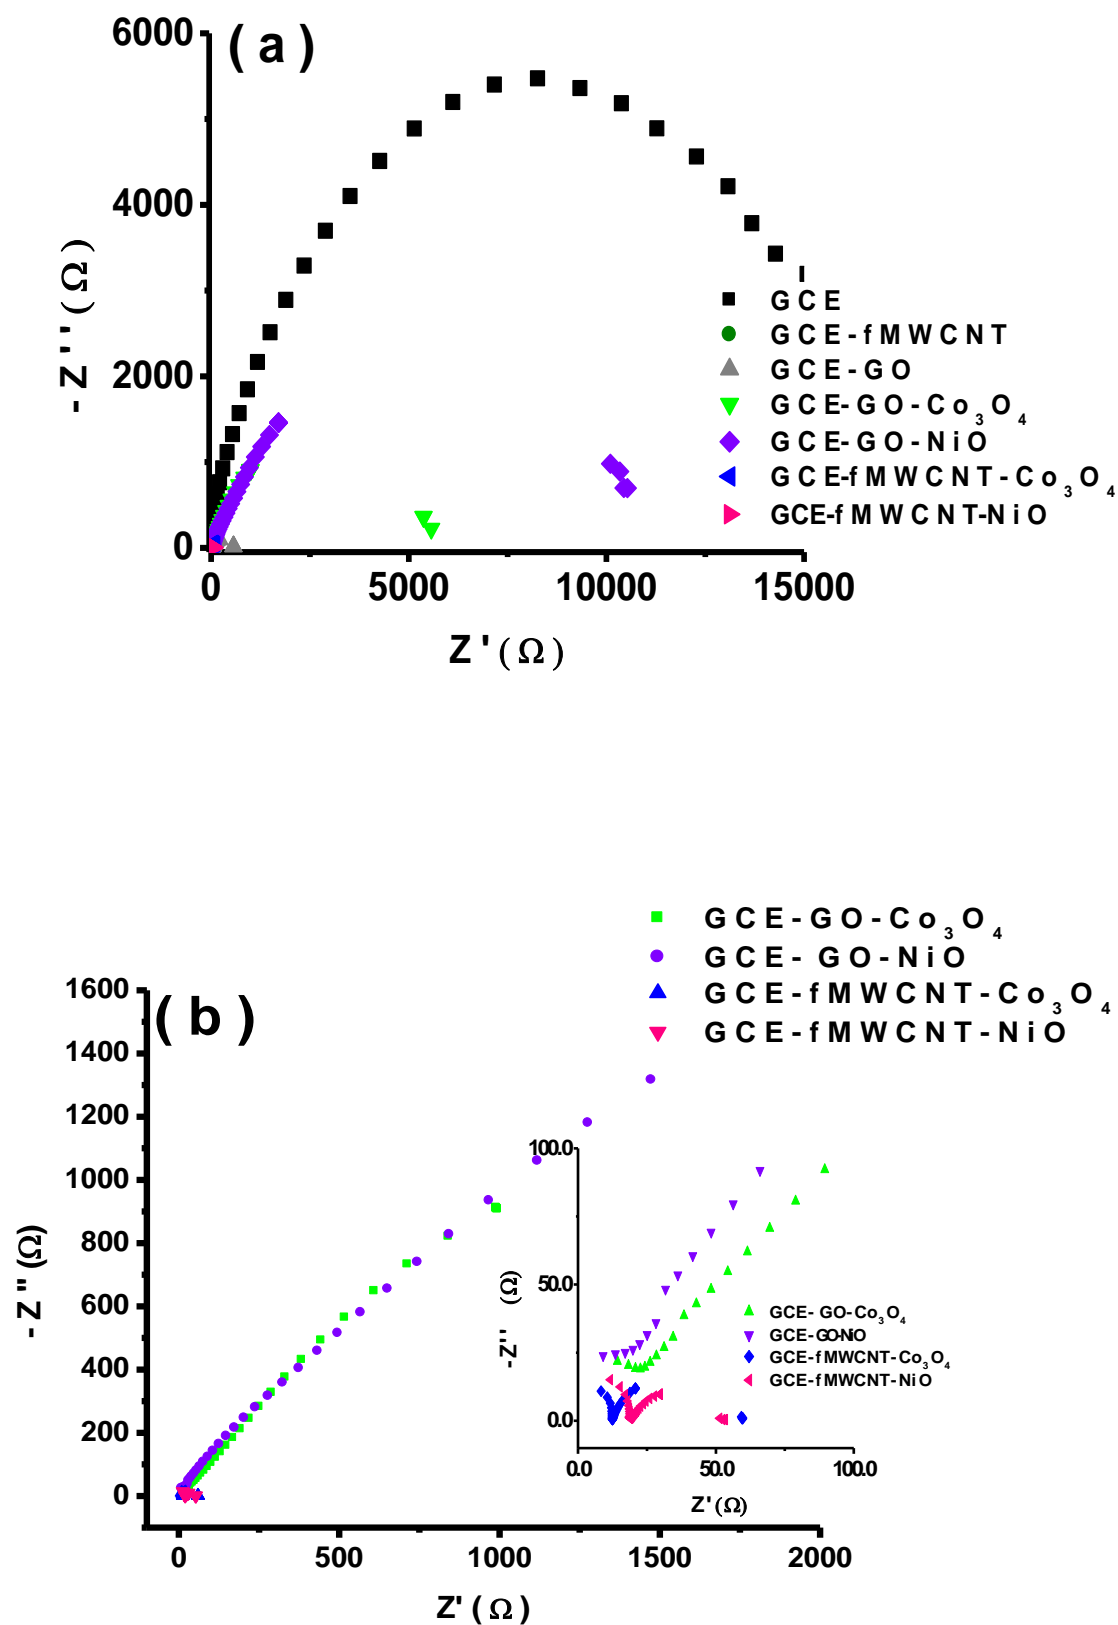 (a)
6000
4000
2000
0
-Z''(Ω)
GCE
GCE-fMWCNT
GCE-GO
GCE-GO-Co3O4
GCE-GO-NiO
GCE-fMWCNT-Co3O4
GCE-fMWCNT-NiO
0 5000 10000 15000
Z'(Ω)
GCE-GO-Co3O4
GCE- GO-NiO
GCE-fMWCNT-Co3O4
GCE-fMWCNT-NiO
(b)
1600
1400
1200
1000
800
600
400
200
0
-Z"(Ω)
100.0
50.0
0.0
-Z'' (Ω)
GCE- GO-Co3O4
GCE-GO-NiO
GCE-fMWCNT-Co3O4
GCE-fMWCNT-NiO
0.0 50.0 100.0
Z'(Ω)
0 500 1000 1500 2000
Z'(Ω)